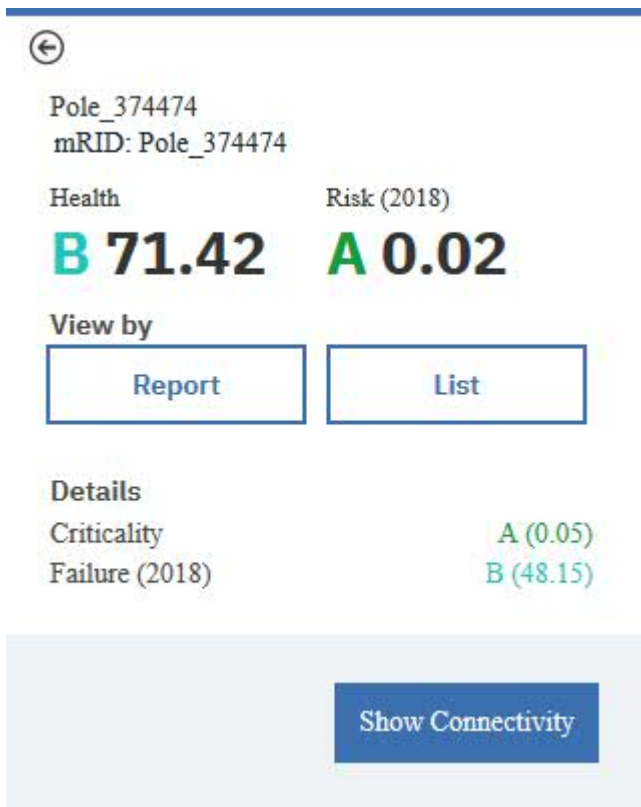 Pole_374474
mRID: Pole_374474
Health Risk (2018)
B 71.42 A 0.02
View by
Report List
Details
Criticality A (0.05)
Failure (2018) B (48.15)
Show Connectivity